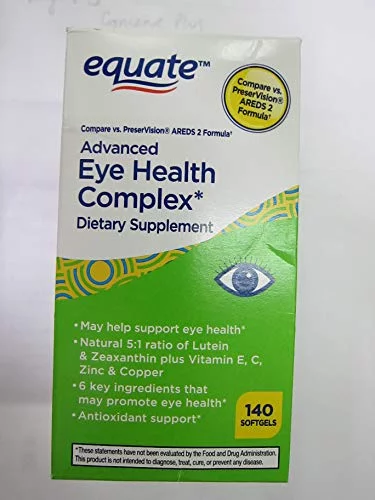 equate™
Compare vs.
PreserVision®
AREDS 2
Formula†
Compare vs. PreserVision® AREDS 2 Formula†
Advanced
Eye Health
Complex*
Dietary Supplement
• May help support eye health*
• Natural 5:1 ratio of Lutein
& Zeaxanthin plus Vitamin E, C,
Zinc & Copper
• 6 key ingredients that
may promote eye health*
• Antioxidant support*
140
SOFTGELS
*These statements have not been evaluated by the Food and Drug Administration.
This product is not intended to diagnose, treat, cure, or prevent any disease.